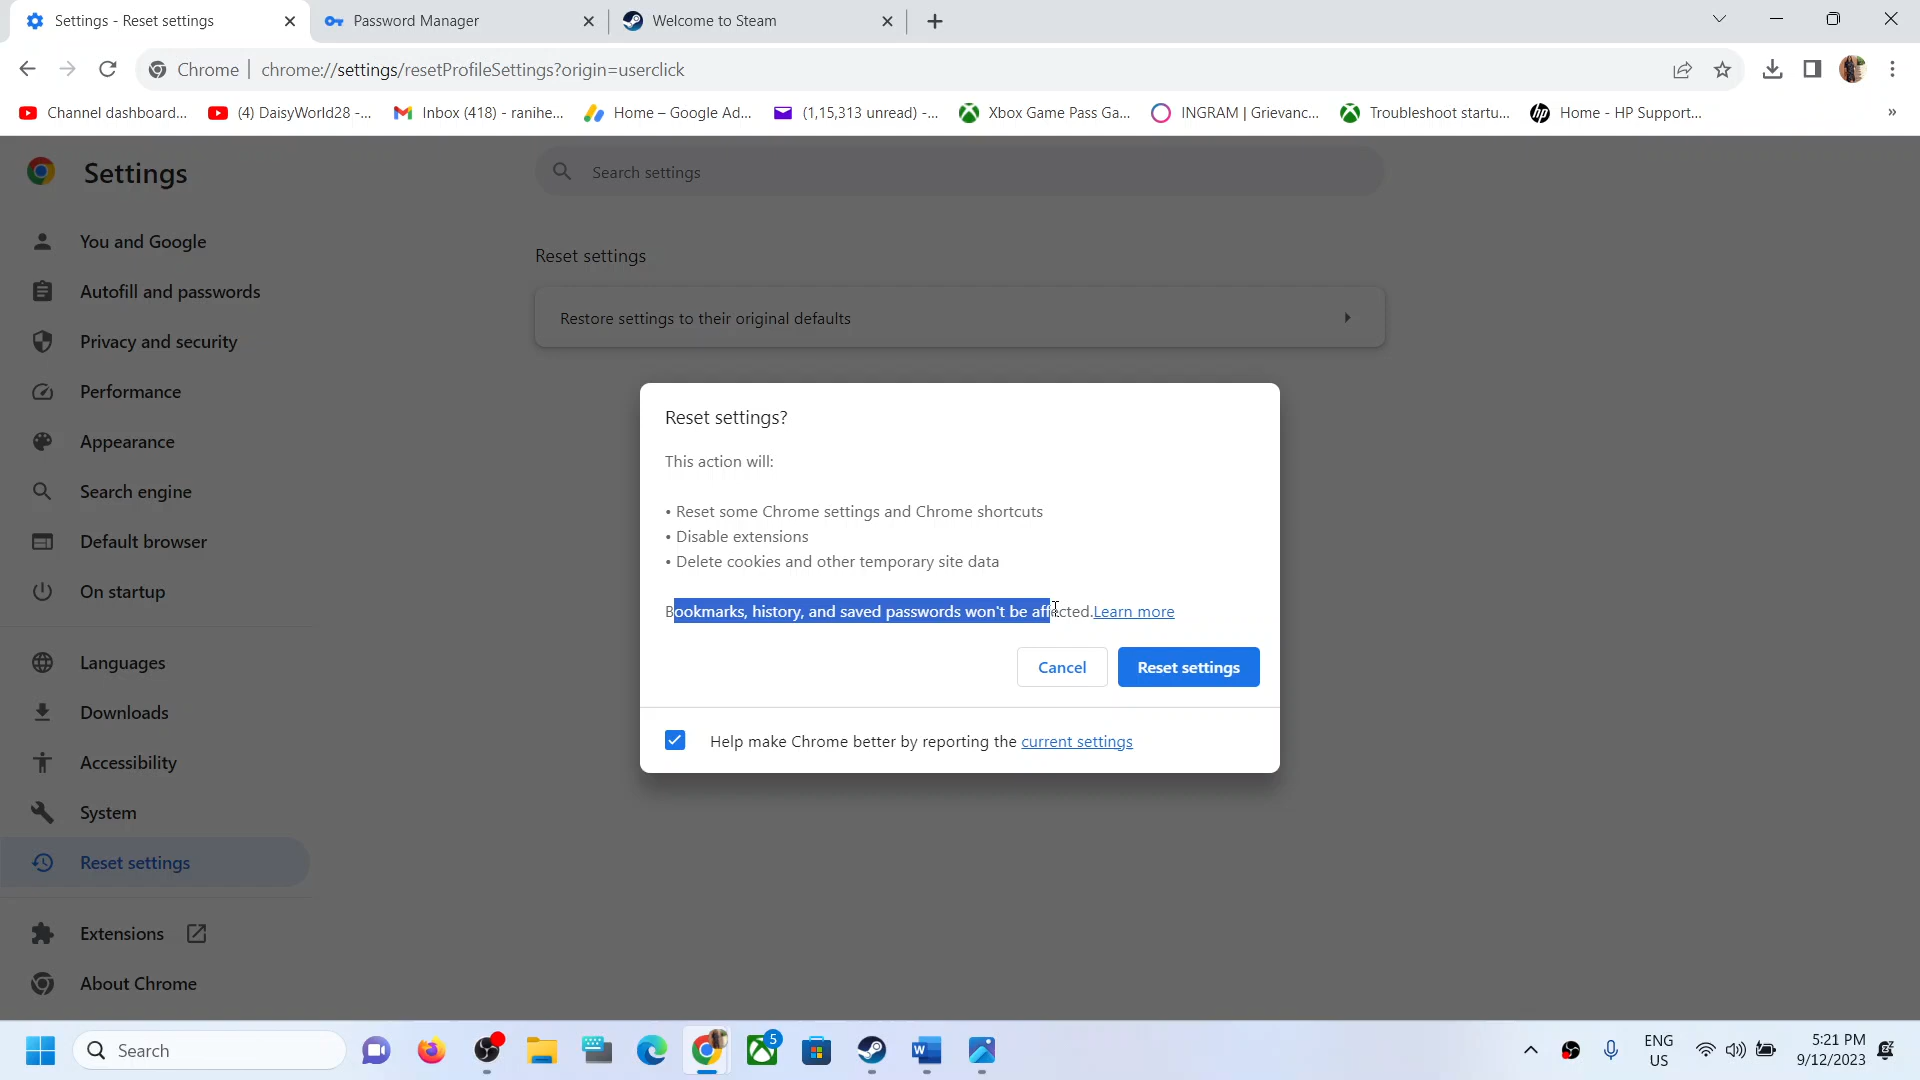 Settings - Reset settings
Password Manager
Welcome to Steam
Chrome
chrome://settings/resetProfileSettings?origin=userclick
Channel dashboard...
(4) DaisyWorld28 -...
Inbox (418) - ranihe...
Home – Google Ad...
(1,15,313 unread) -...
Xbox Game Pass Ga...
INGRAM | Grievanc...
Troubleshoot startu...
Home - HP Support...
»
Settings
Search settings
You and Google
Autofill and passwords
Privacy and security
Performance
Appearance
Search engine
Default browser
On startup
Languages
Downloads
Accessibility
System
Reset settings
Extensions
About Chrome
Reset settings
Restore settings to their original defaults
Reset settings?
This action will:
• Reset some Chrome settings and Chrome shortcuts
• Disable extensions
• Delete cookies and other temporary site data
Bookmarks, history, and saved passwords won't be affected. Learn more
Cancel
Reset settings
Help make Chrome better by reporting the current settings
Search
5
ENG
US
5:21 PM
9/12/2023